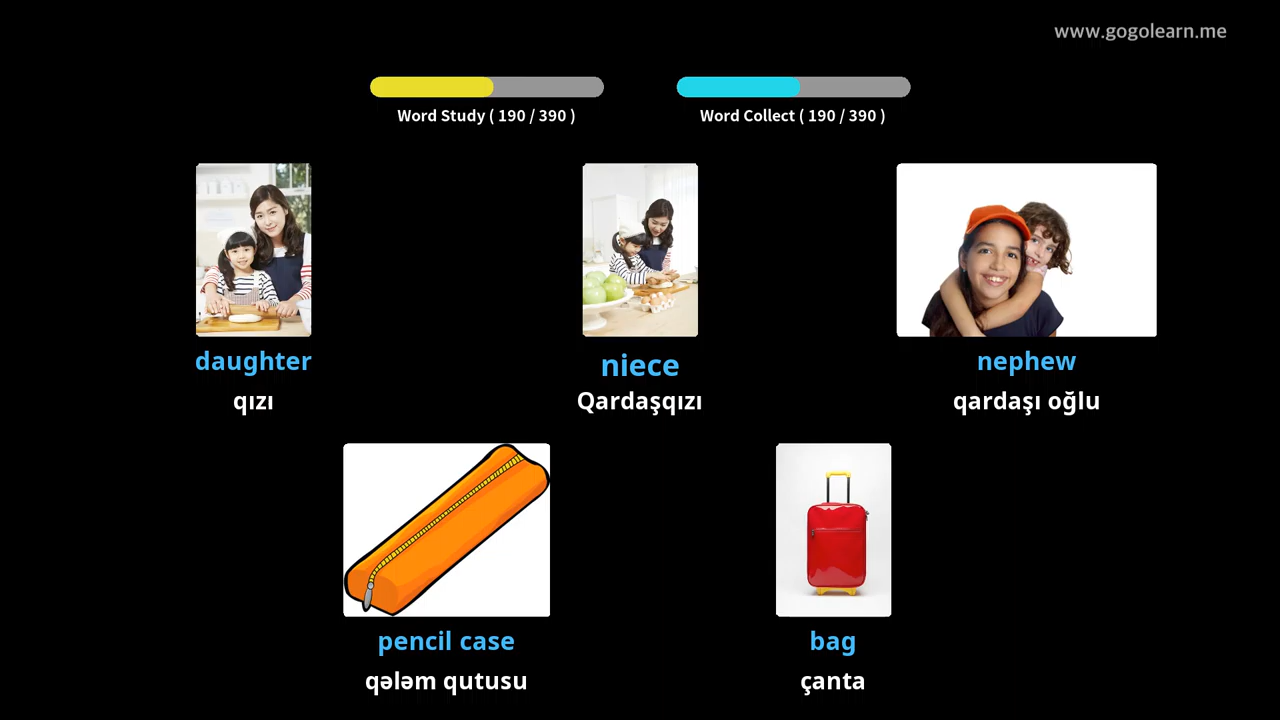 www.gogolearn.me
Word Study ( 190 / 390 )
Word Collect ( 190 / 390 )
daughter
niece
nephew
qızı
Qardaşqızı
qardaşı oğlu
pencil case
bag
qələm qutusu
çanta